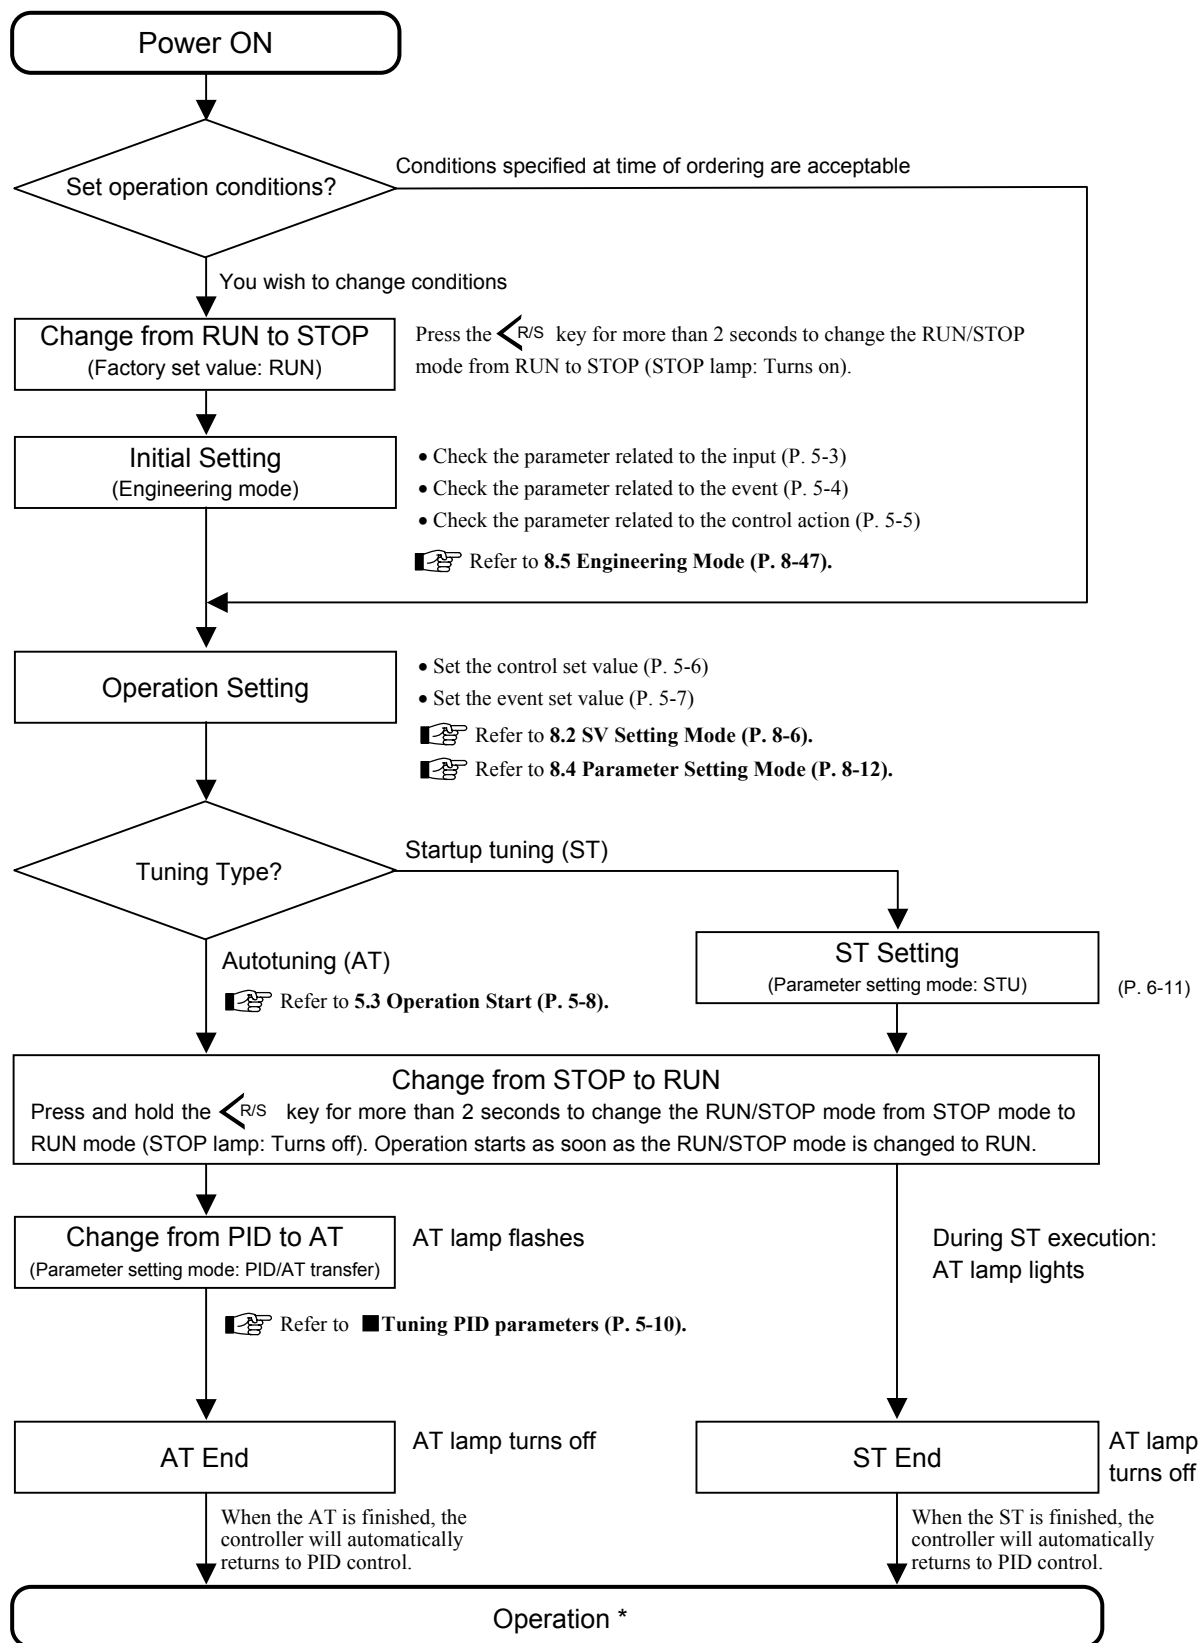 Power ON
Set operation conditions?
Conditions specified at time of ordering are acceptable
You wish to change conditions
Change from RUN to STOP
(Factory set value: RUN)
Press the <R/S key for more than 2 seconds to change the RUN/STOP
mode from RUN to STOP (STOP lamp: Turns on).
Initial Setting
(Engineering mode)
• Check the parameter related to the input (P. 5-3)
• Check the parameter related to the event (P. 5-4)
• Check the parameter related to the control action (P. 5-5)
Refer to 8.5 Engineering Mode (P. 8-47).
Operation Setting
• Set the control set value (P. 5-6)
• Set the event set value (P. 5-7)
Refer to 8.2 SV Setting Mode (P. 8-6).
Refer to 8.4 Parameter Setting Mode (P. 8-12).
Tuning Type?
Startup tuning (ST)
Autotuning (AT)
Refer to 5.3 Operation Start (P. 5-8).
ST Setting
(Parameter setting mode: STU)
(P. 6-11)
Change from STOP to RUN
Press and hold the <R/S key for more than 2 seconds to change the RUN/STOP mode from STOP mode to
RUN mode (STOP lamp: Turns off). Operation starts as soon as the RUN/STOP mode is changed to RUN.
Change from PID to AT
(Parameter setting mode: PID/AT transfer)
AT lamp flashes
During ST execution:
AT lamp lights
Refer to ■Tuning PID parameters (P. 5-10).
AT End
AT lamp turns off
ST End
AT lamp
turns off
When the AT is finished, the
controller will automatically
returns to PID control.
When the ST is finished, the
controller will automatically
returns to PID control.
Operation *